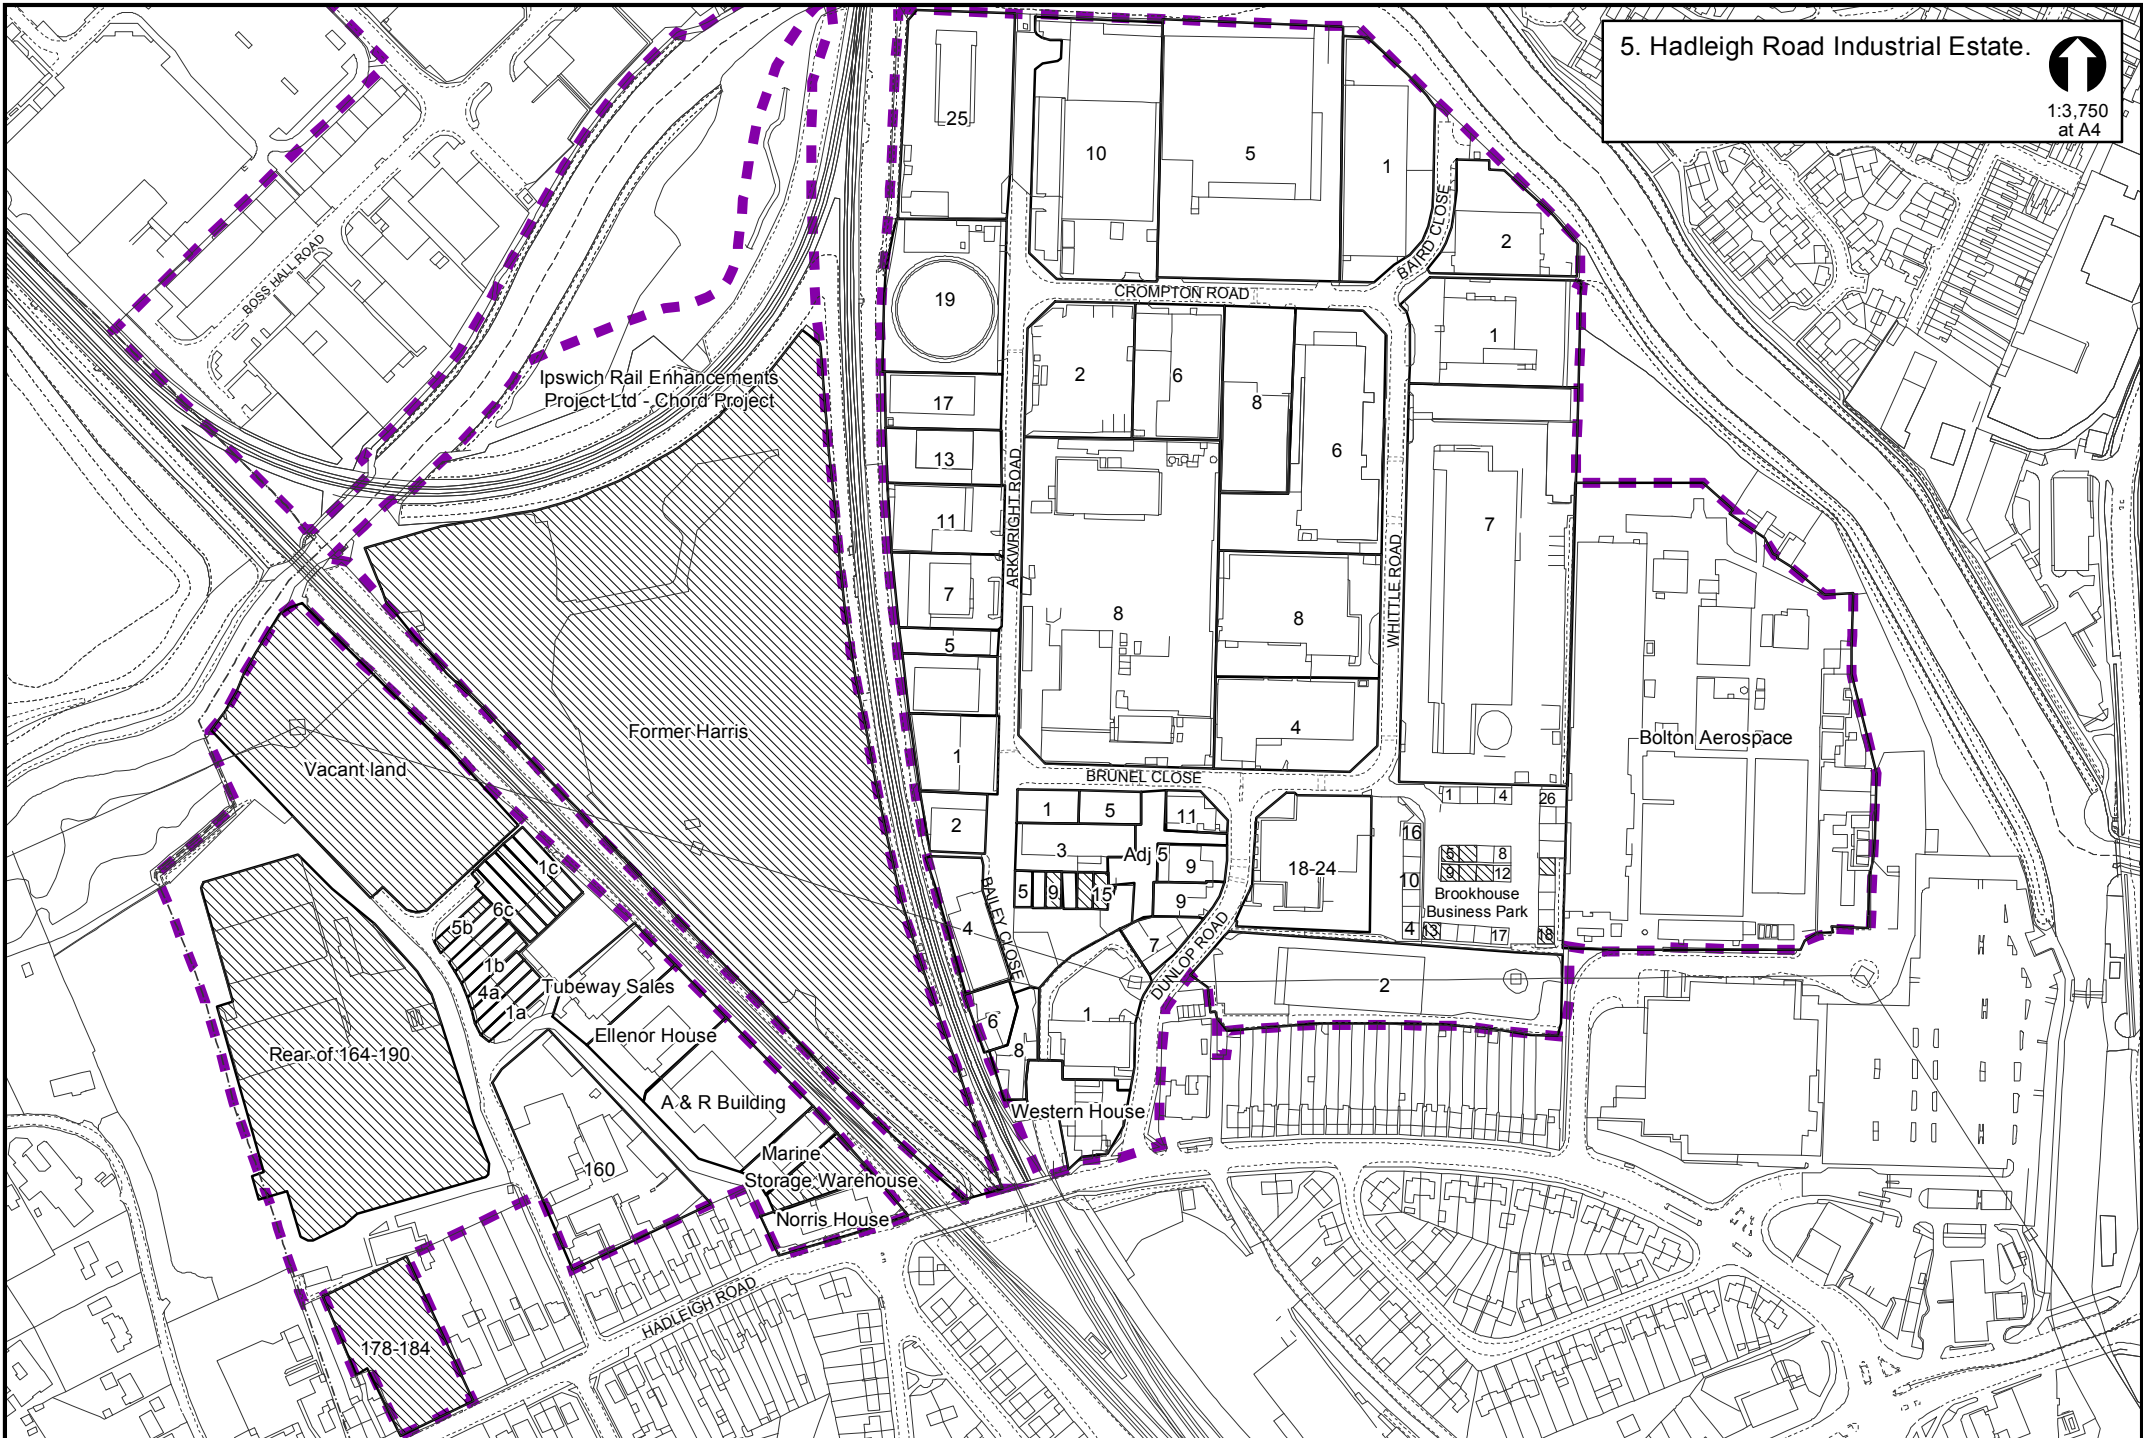 5. Hadleigh Road Industrial Estate.
1:3,750
at A4
25
10
5
1
BAIRD CLOSE
2
BOSS HALL ROAD
19
CROMPTON ROAD
1
Ipswich Rail Enhancements
Project Ltd - Chord Project
2
6
8
6
17
13
ARKWRIGHT ROAD
11
7
7
WHITTLE ROAD
8
8
5
Former Harris
4
Bolton Aerospace
1
Vacant land
BRUNEL CLOSE
1
5
11
1
4
26
2
3
Adj 5
9
18-24
16
5
8
9
12
10
Brookhouse
Business Park
1c
5
9
15
9
6c
5b
4
BAILEY CLOSE
7
DUNLOP ROAD
4
13
17
18
1b
4a
1a
Tubeway Sales
2
6
1
Ellenor House
8
Rear of 164-190
A & R Building
Western House
160
Marine
Storage Warehouse
Norris House
HADLEIGH ROAD
178-184